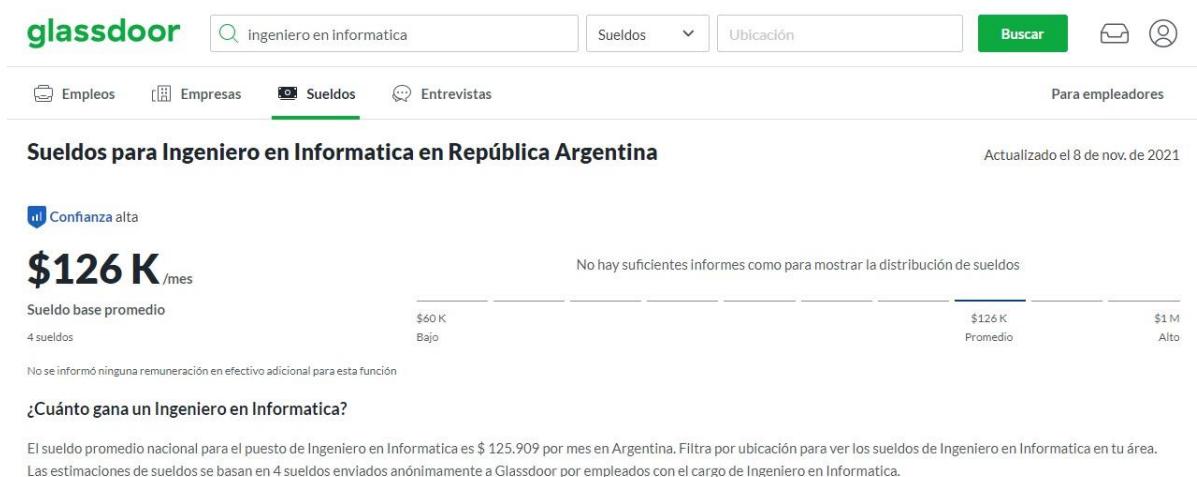 glassdoor
ingeniero en informatica
Sueldos
Ubicación
Buscar
Empleos
Empresas
Sueldos
Entrevistas
Para empleadores
Sueldos para Ingeniero en Informatica en República Argentina
Actualizado el 8 de nov. de 2021
Confianza alta
$126 K /mes
Sueldo base promedio
4 sueldos
No hay suficientes informes como para mostrar la distribución de sueldos
$60 K
Bajo
$126 K
Promedio
$1 M
Alto
No se informó ninguna remuneración en efectivo adicional para esta función
¿Cuánto gana un Ingeniero en Informatica?
El sueldo promedio nacional para el puesto de Ingeniero en Informatica es $ 125.909 por mes en Argentina. Filtra por ubicación para ver los sueldos de Ingeniero en Informatica en tu área.
Las estimaciones de sueldos se basan en 4 sueldos enviados anónimamente a Glassdoor por empleados con el cargo de Ingeniero en Informatica.